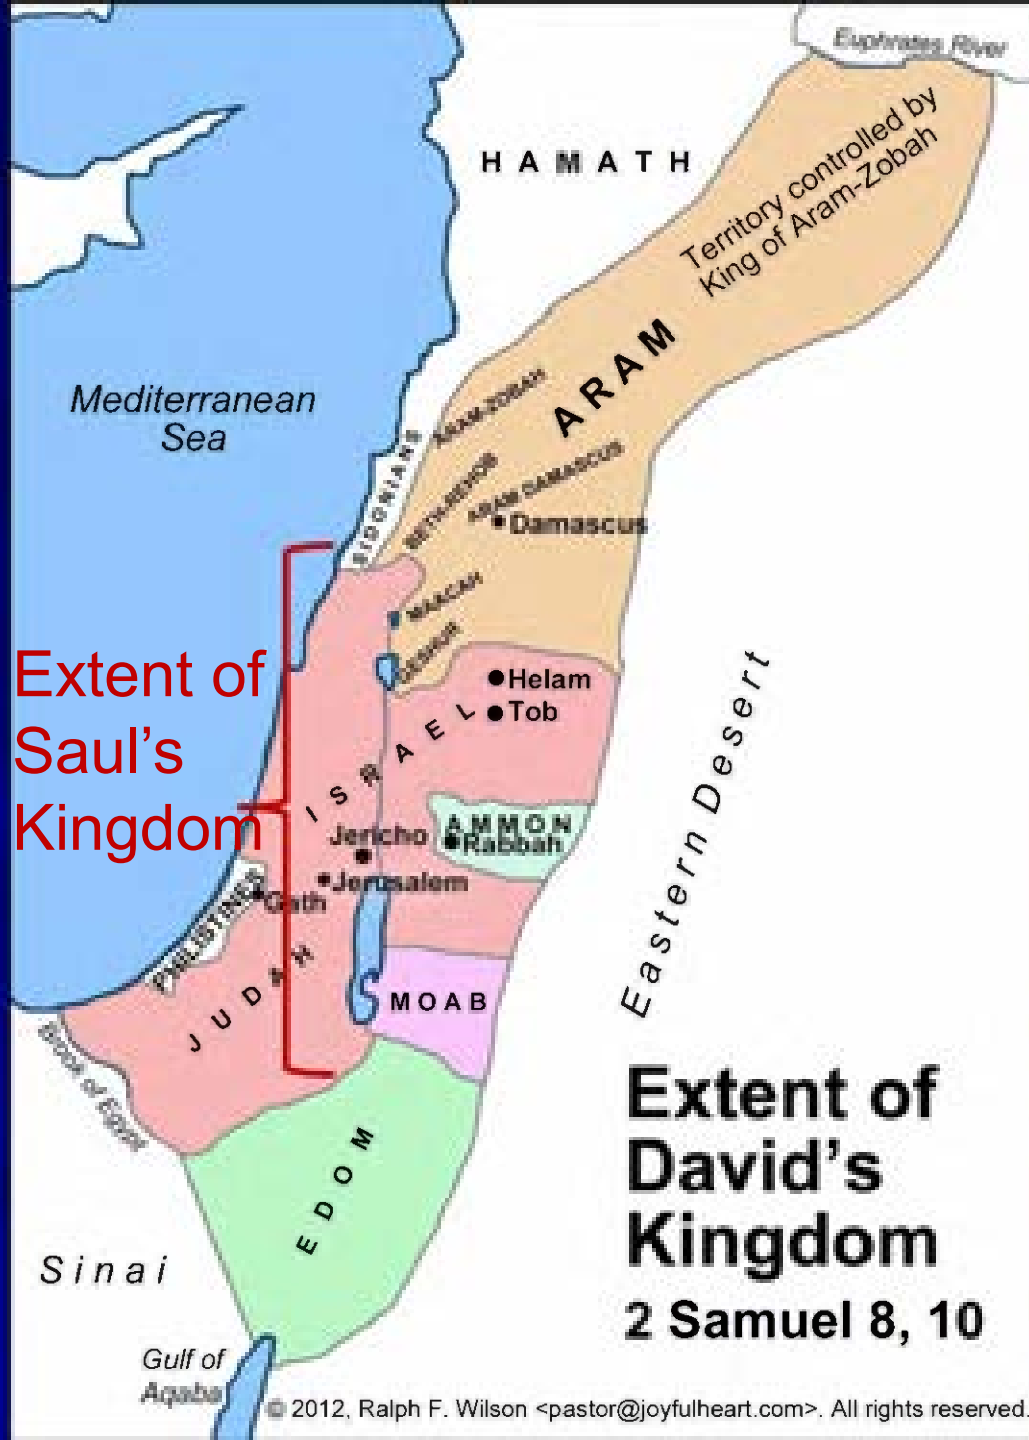 Euphrates River
HAMATH
Territory controlled by
King of Aram-Zobah
ARAM
Mediterranean
Sea
ARAM-ZOBAH
SIDONIANS
BETH-REHOB
ARAM DAMASCUS
Damascus
MAACAH
GESHUR
Extent of
Saul’s
Kingdom
Helam
Tob
ISRAEL
Eastern Desert
AMMON
Rabbah
Jericho
Jerusalem
Gath
PHILISTINES
JUDAH
MOAB
Brook of Egypt
EDOM
Extent of
David’s
Kingdom
2 Samuel 8, 10
Sinai
Gulf of
Aqaba
© 2012, Ralph F. Wilson <pastor@joyfulheart.com>. All rights reserved.